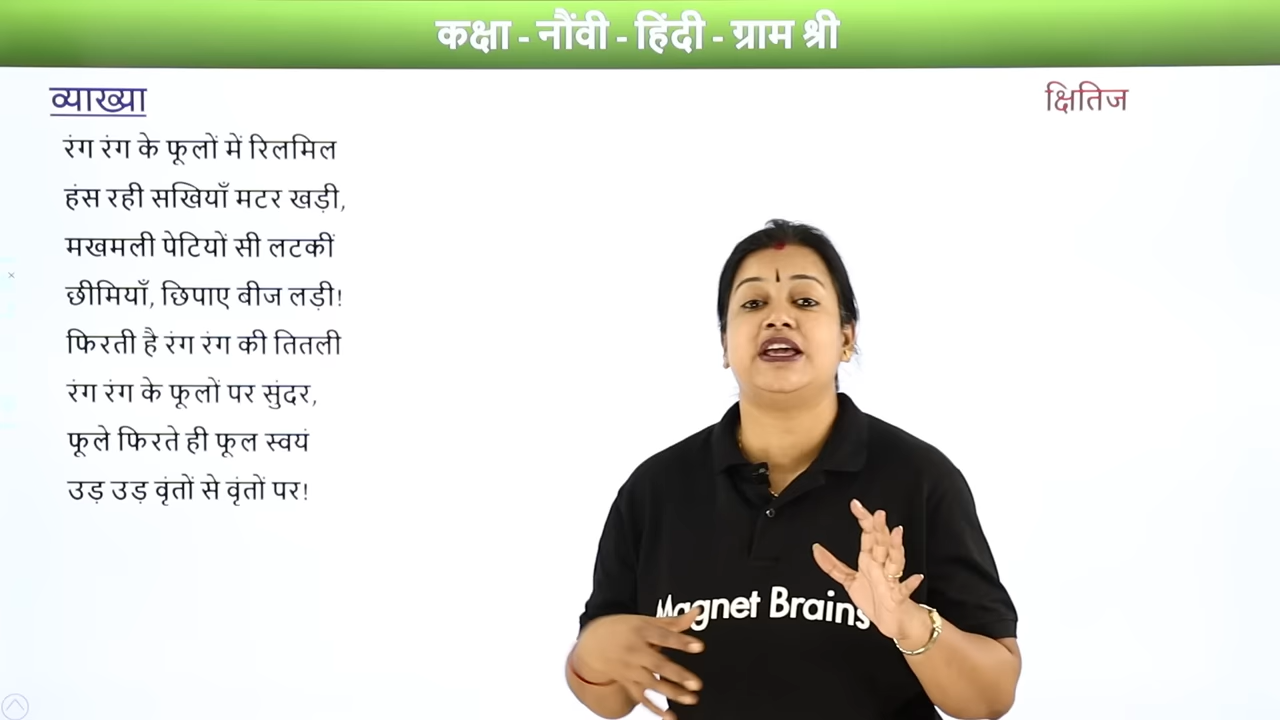 कक्षा - नौंवी - हिंदी - ग्राम श्री
व्याख्या
क्षितिज
रंग रंग के फूलों में रिलमिल
हंस रही सखियाँ मटर खड़ी,
मखमली पेटियों सी लटकीं
छीमियाँ, छिपाए बीज लड़ी!
फिरती है रंग रंग की तितली
रंग रंग के फूलों पर सुंदर,
फूले फिरते ही फूल स्वयं
उड़ उड़ वृंतों से वृंतों पर!
Magnet Brains